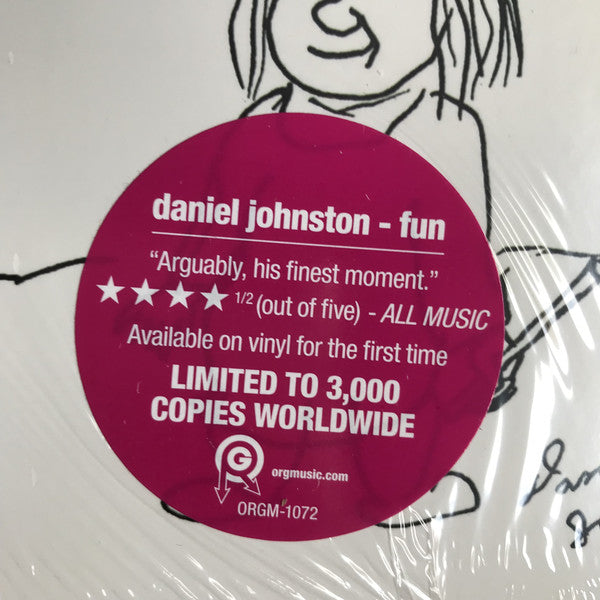 daniel johnston - fun
“Arguably, his finest moment.”
★★★★ 1/2 (out of five) - ALL MUSIC
Available on vinyl for the first time
LIMITED TO 3,000
COPIES WORLDWIDE
orgmusic.com
ORGM-1072